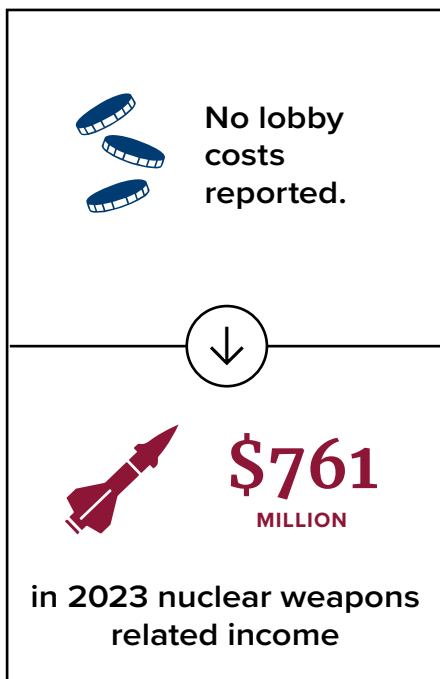 No lobby
costs
reported.
$761
MILLION
in 2023 nuclear weapons
related income